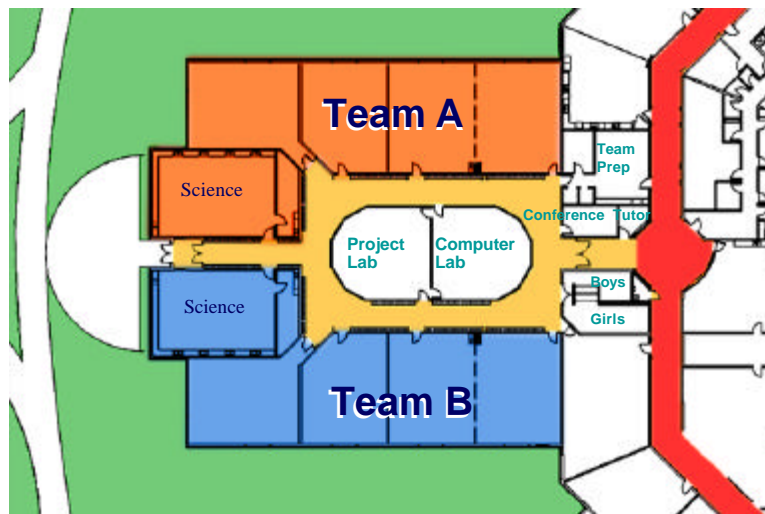 Team A
Team
Prep
Science
Conference Tutor
Project
Lab
Computer
Lab
Boys
Science
Girls
Team B